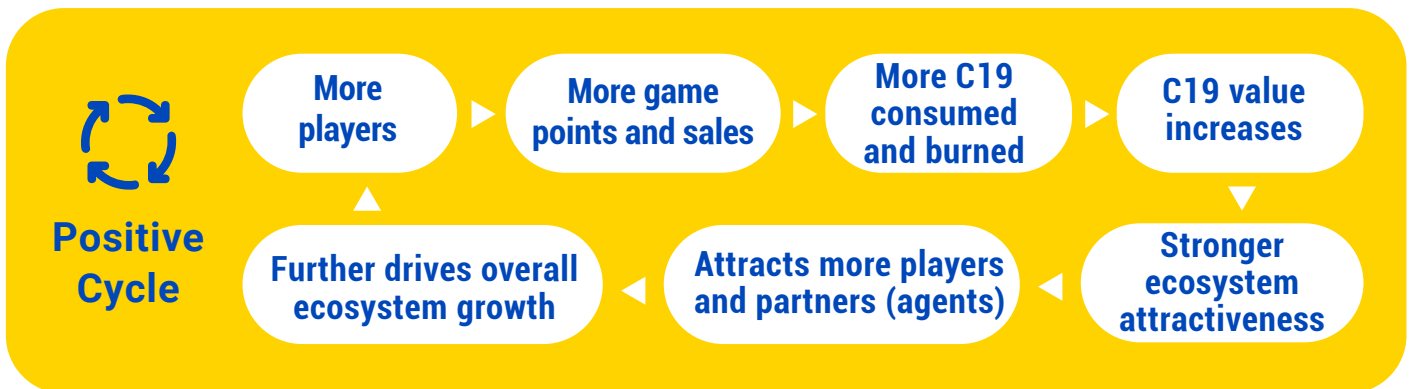 Positive
Cycle
More
players
More game
points and sales
More C19
consumed
and burned
C19 value
increases
Stronger
ecosystem
attractiveness
Attracts more players
and partners (agents)
Further drives overall
ecosystem growth